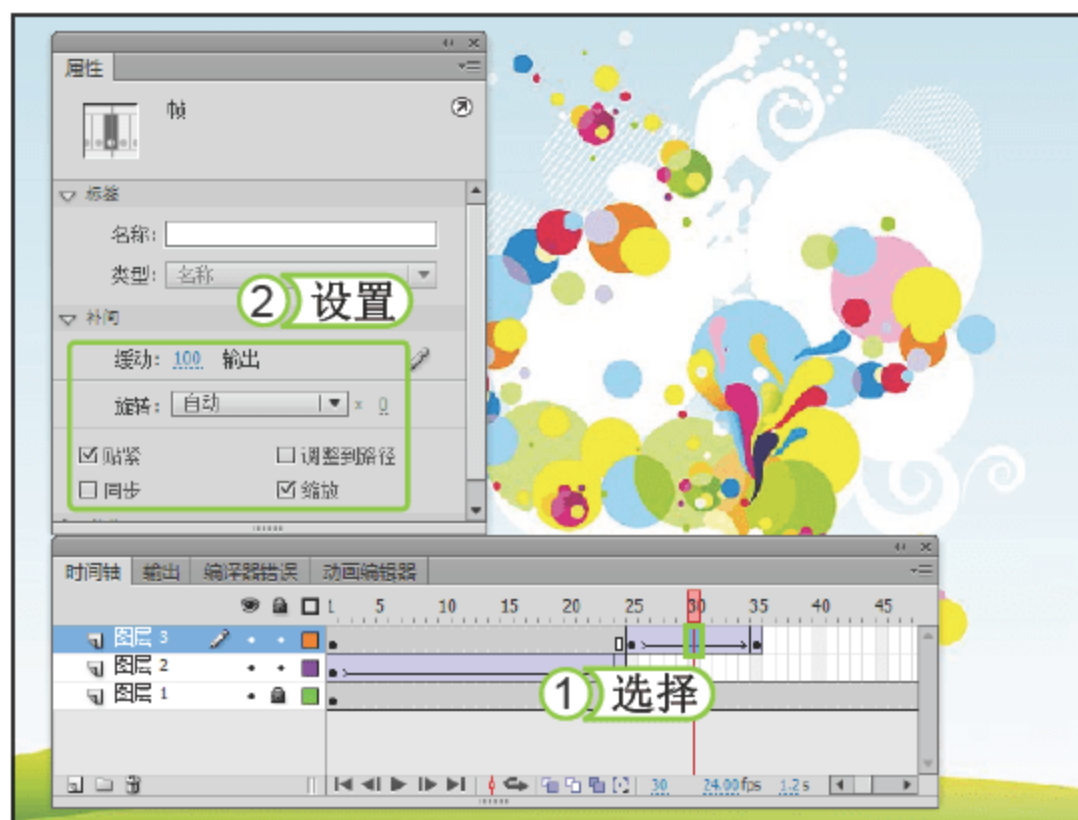 属性
帧
标签
名称:
类型: 名称
② 设置
补间
缓动: 100 输出
旋转: 自动 × 0
贴紧 调整到路径
同步 缩放
时间轴 输出 编译器错误 动画编辑器
1 5 10 15 20 25 30 35 40 45
图层 3
图层 2
图层 1
① 选择
30 24.00 fps 1.2 s